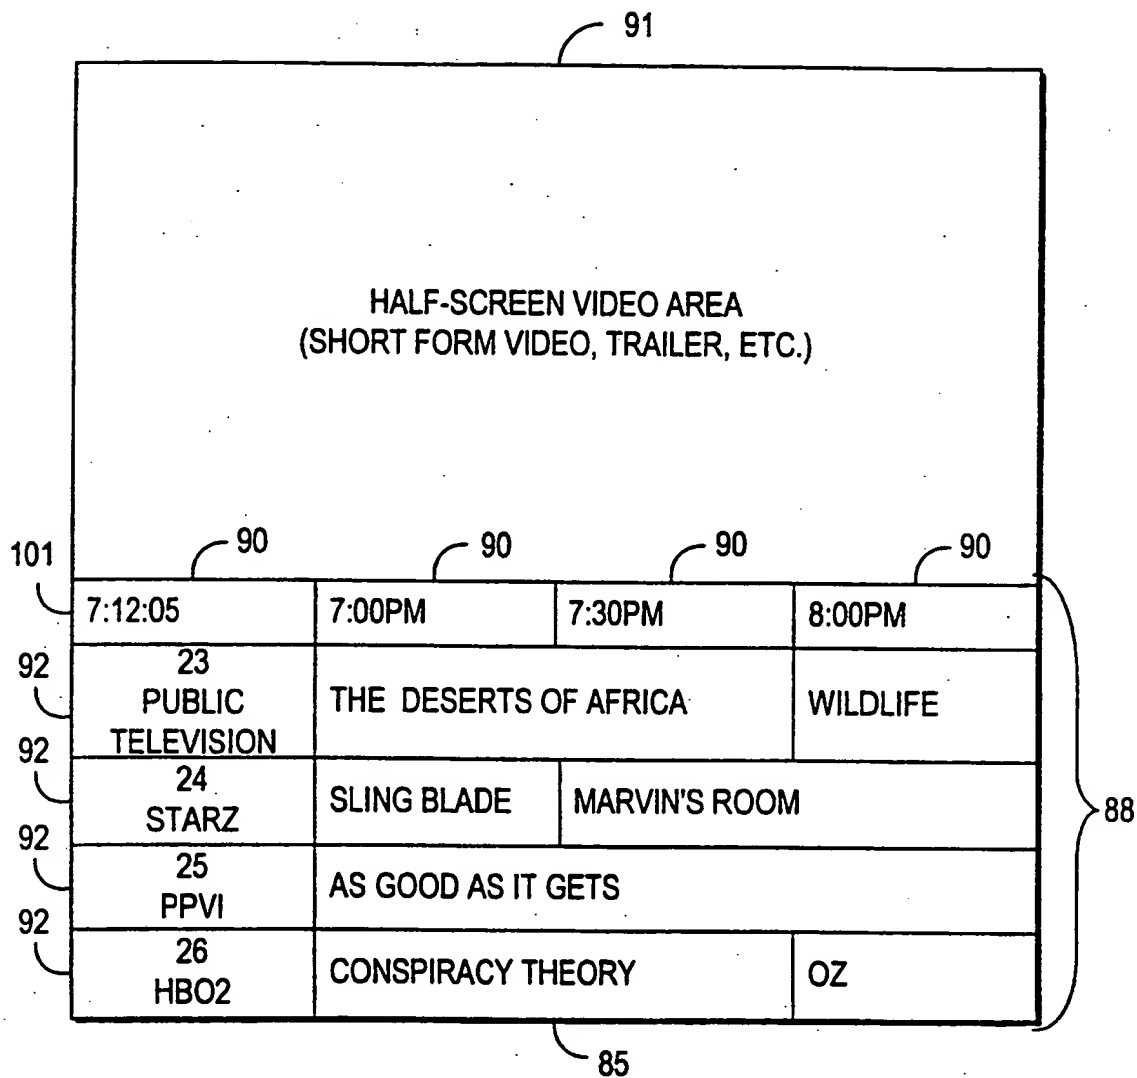 91
HALF-SCREEN VIDEO AREA
(SHORT FORM VIDEO, TRAILER, ETC.)
101
90
90
90
90
7:12:05
7:00PM
7:30PM
8:00PM
92
23
PUBLIC
TELEVISION
THE DESERTS OF AFRICA
WILDLIFE
92
24
STARZ
SLING BLADE
MARVIN'S ROOM
88
92
25
PPVI
AS GOOD AS IT GETS
92
26
HBO2
CONSPIRACY THEORY
OZ
85